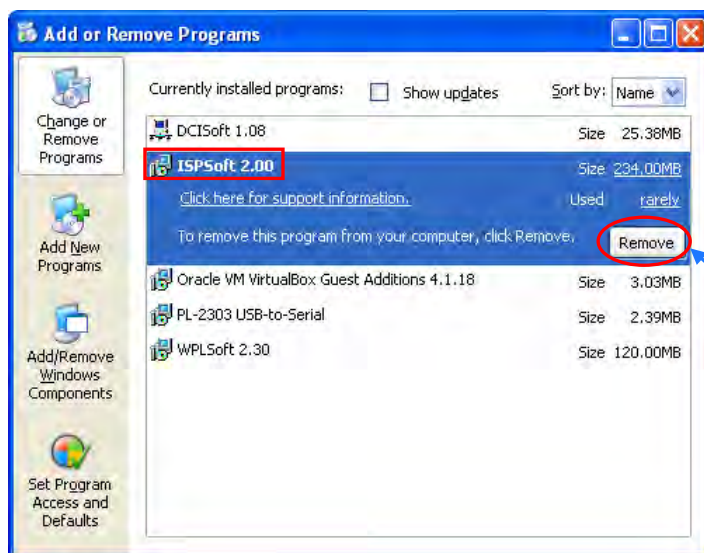 Add or Remove Programs
Change or
Remove
Programs
Add New
Programs
Add/Remove
Windows
Components
Set Program
Access and
Defaults
Currently installed programs: Show updates Sort by: Name
DCISoft 1.08 Size 25.38MB
ISPSoft 2.00 Size 234.00MB
Click here for support information. Used rarely
To remove this program from your computer, click Remove. Remove
Oracle VM VirtualBox Guest Additions 4.1.18 Size 3.03MB
PL-2303 USB-to-Serial Size 2.39MB
WPLSoft 2.30 Size 120.00MB